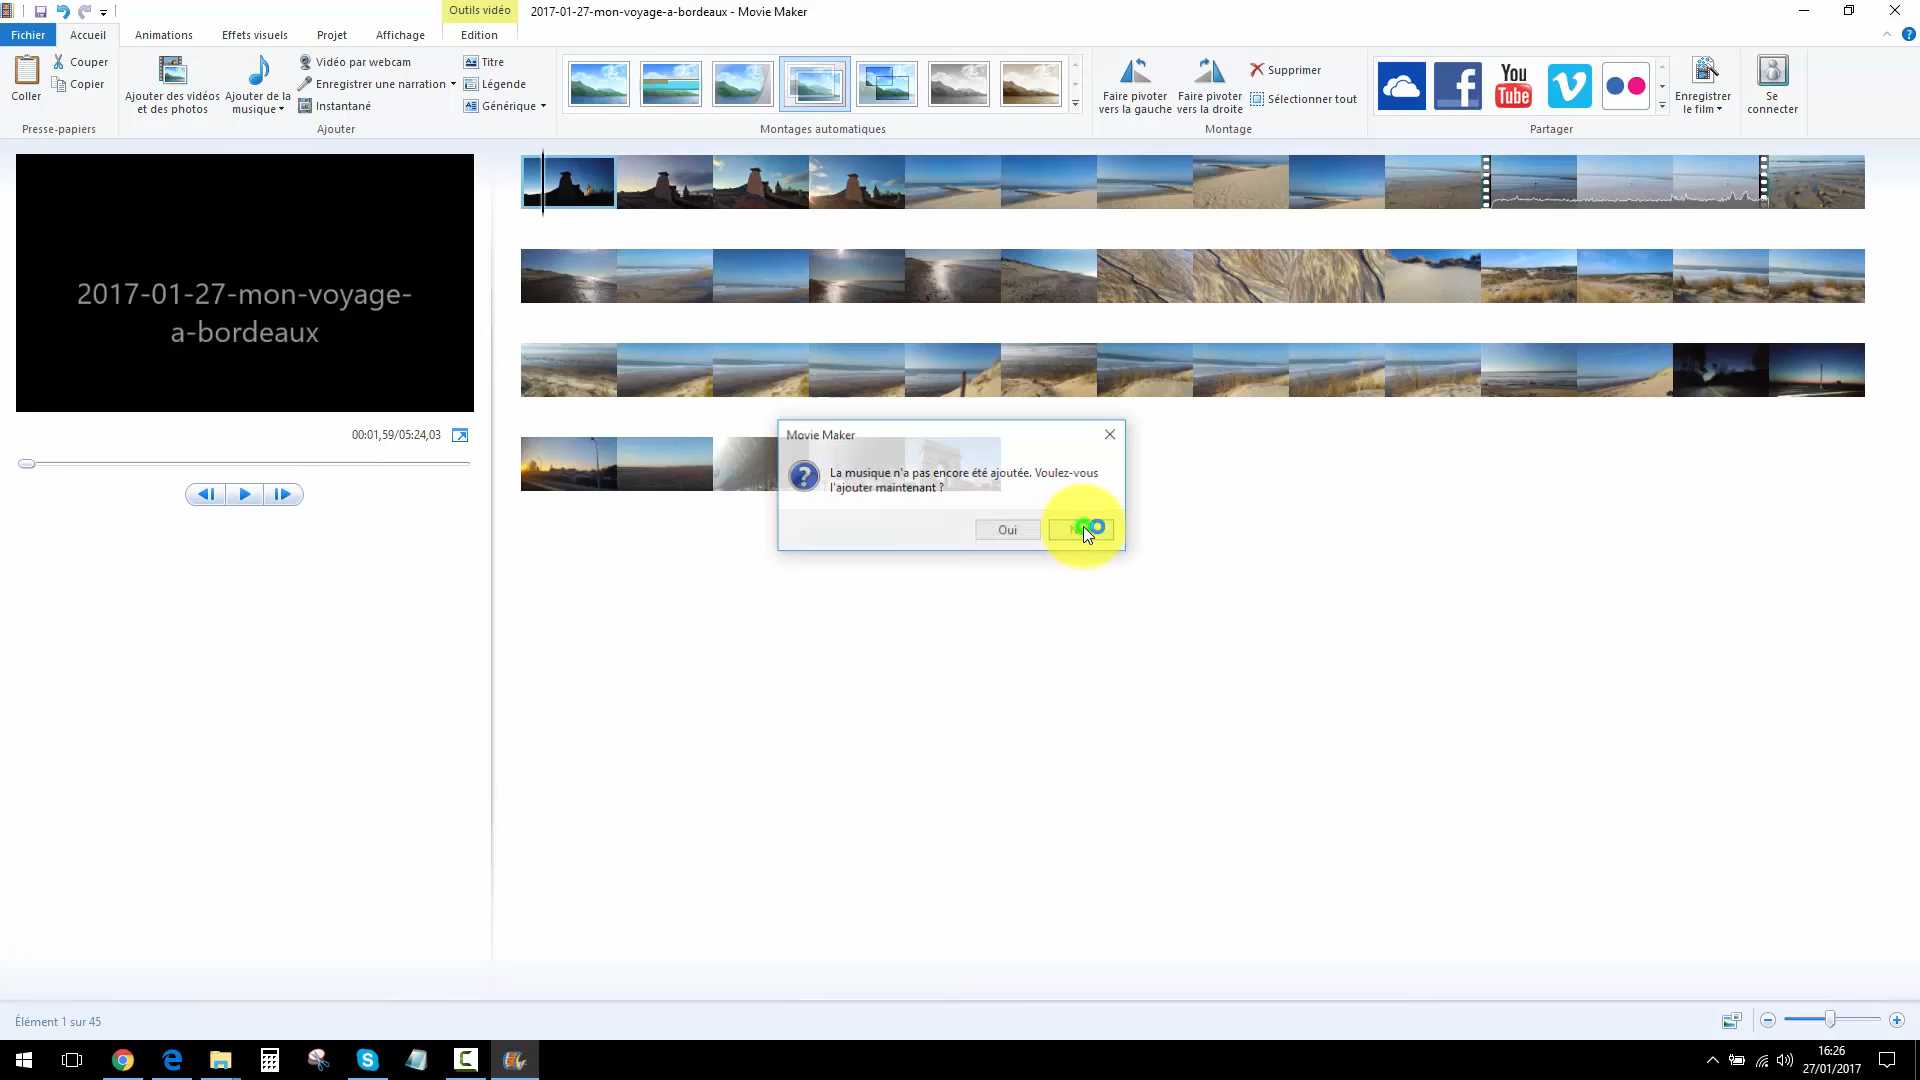 Outils vidéo
2017-01-27-mon-voyage-a-bordeaux - Movie Maker
Fichier
Accueil
Animations
Effets visuels
Projet
Affichage
Edition
Coller
Couper
Copier
Presse-papiers
Ajouter des vidéos
et des photos
Ajouter de la
musique
Vidéo par webcam
Enregistrer une narration
Instantané
Titre
Légende
Générique
Ajouter
Montages automatiques
Faire pivoter
vers la gauche
Faire pivoter
vers la droite
Supprimer
Sélectionner tout
Montage
You
Tube
Partager
Enregistrer
le film
Se
connecter
2017-01-27-mon-voyage-
a-bordeaux
00:01,59/05:24,03
Movie Maker
La musique n'a pas encore été ajoutée. Voulez-vous
l'ajouter maintenant ?
Oui
Élément 1 sur 45
16:26
27/01/2017